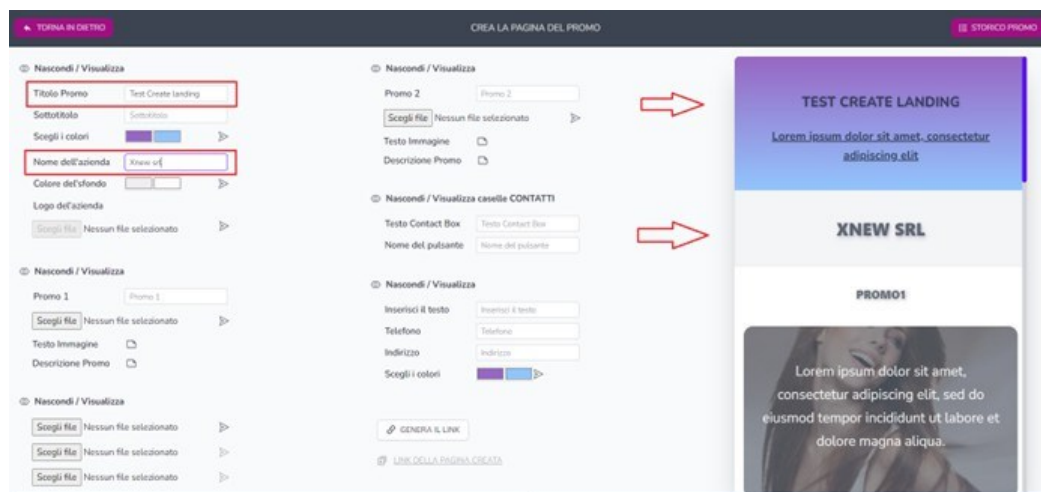 TORNA IN DIETRO
CREA LA PAGINA DEL PROMO
STORICO PROMO
Nascondi / Visualizza
Titolo Promo
Test Create landing
Sottotitolo
Sottotitolo
Scegli i colori
Nome dell'azienda
Xnew srl
Colore del'sfondo
Logo del'azienda
Scegli file Nessun file selezionato
Nascondi / Visualizza
Promo 1
Promo 1
Scegli file Nessun file selezionato
Testo Immagine
Descrizione Promo
Nascondi / Visualizza
Scegli file Nessun file selezionato
Scegli file Nessun file selezionato
Scegli file Nessun file selezionato
Nascondi / Visualizza
Promo 2
Promo 2
Scegli file Nessun file selezionato
Testo Immagine
Descrizione Promo
Nascondi / Visualizza caselle CONTATTI
Testo Contact Box
Testo Contact Box
Nome del pulsante
Nome del pulsante
Nascondi / Visualizza
Inserisci il testo
Inserisci il testo
Telefono
Telefono
Indirizzo
Indirizzo
Scegli i colori
GENERA IL LINK
LINK DELLA PAGINA CREATA
TEST CREATE LANDING
Lorem ipsum dolor sit amet, consectetur
adipiscing elit
XNEW SRL
PROMO1
Lorem ipsum dolor sit amet,
consectetur adipiscing elit, sed do
eiusmod tempor incididunt ut labore et
dolore magna aliqua.